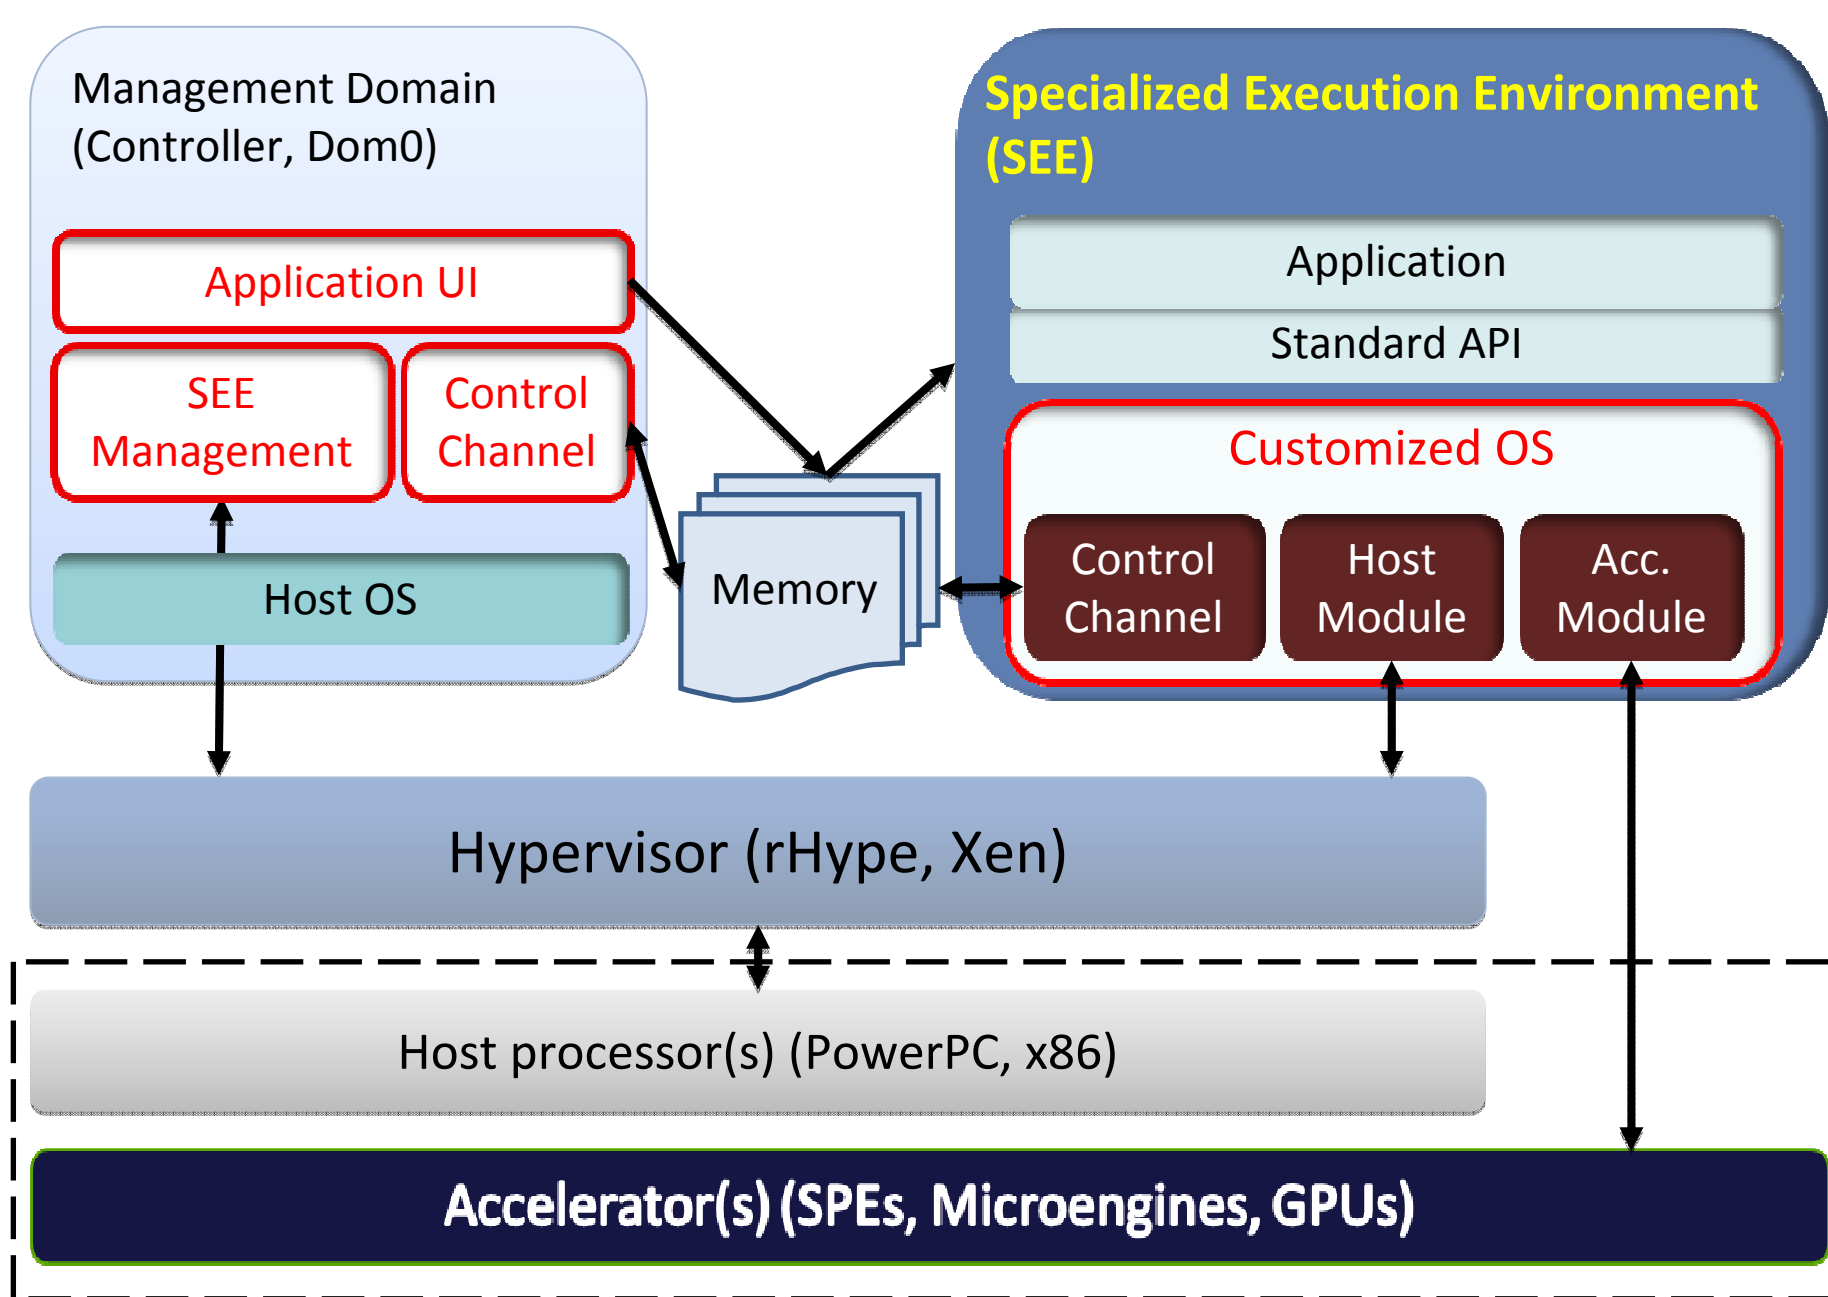 Management Domain
(Controller, Dom0)
Application UI
SEE
Management
Control
Channel
Host OS
Memory
Specialized Execution Environment
(SEE)
Application
Standard API
Customized OS
Control
Channel
Host
Module
Acc.
Module
Hypervisor (rHype, Xen)
Host processor(s) (PowerPC, x86)
Accelerator(s) (SPEs, Microengines, GPUs)